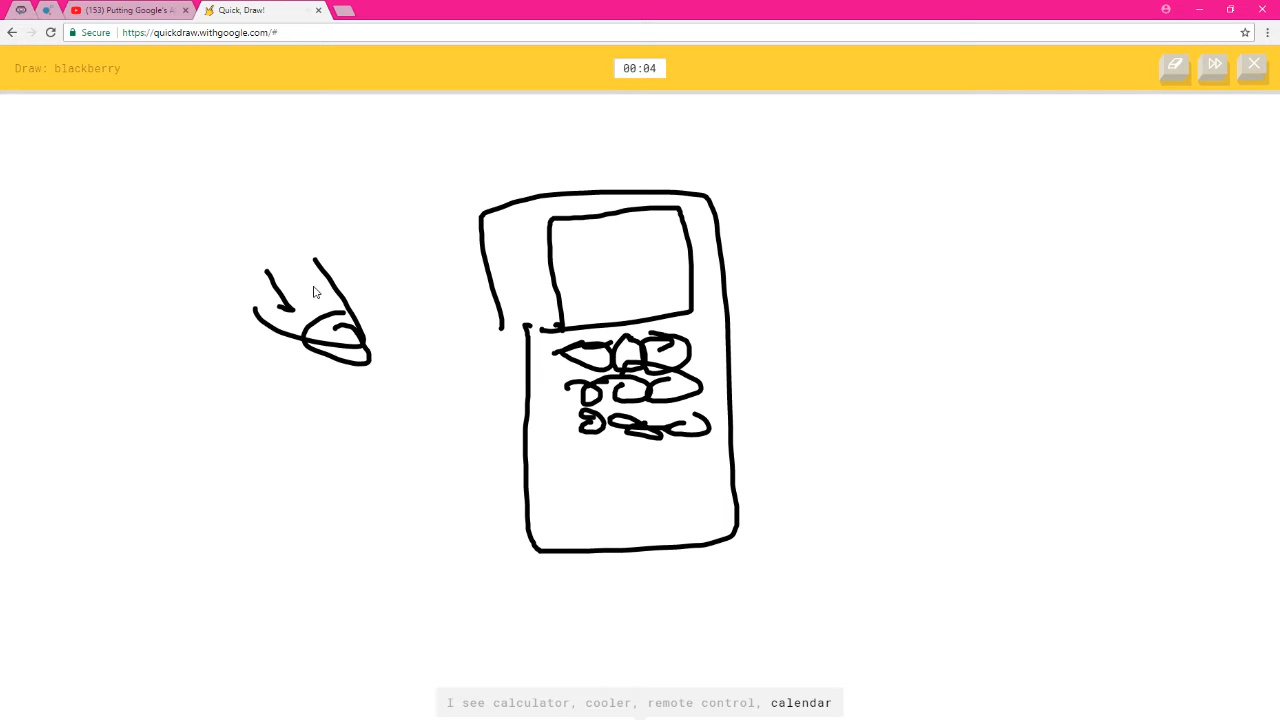 (153) Putting Google's A
Quick, Draw!
Secure https://quickdraw.withgoogle.com/#
Draw: blackberry
00:04
I see calculator, cooler, remote control, calendar